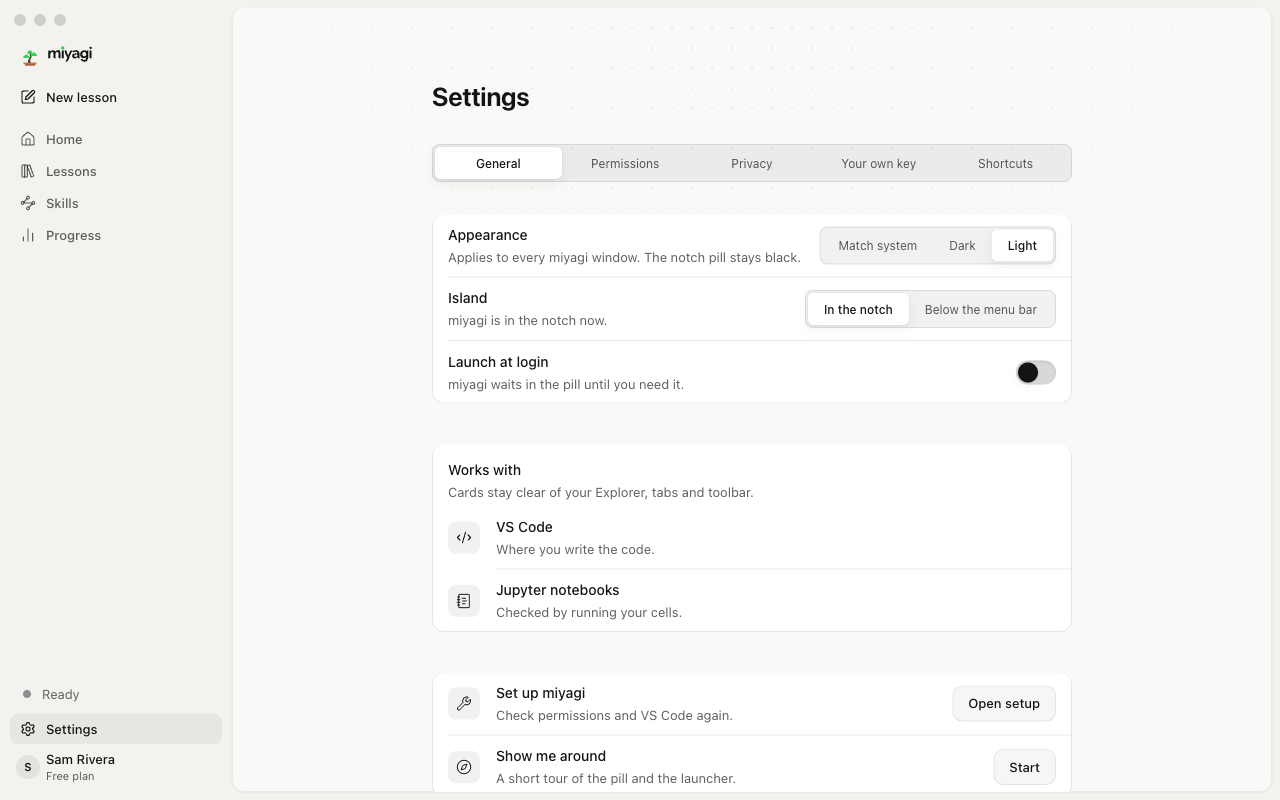 miyagi
New lesson
Home
Lessons
Skills
Progress
Ready
Settings
S
Sam Rivera
Free plan
Settings
General
Permissions
Privacy
Your own key
Shortcuts
Appearance
Applies to every miyagi window. The notch pill stays black.
Match system
Dark
Light
Island
miyagi is in the notch now.
In the notch
Below the menu bar
Launch at login
miyagi waits in the pill until you need it.
Works with
Cards stay clear of your Explorer, tabs and toolbar.
VS Code
Where you write the code.
Jupyter notebooks
Checked by running your cells.
Set up miyagi
Check permissions and VS Code again.
Open setup
Show me around
A short tour of the pill and the launcher.
Start